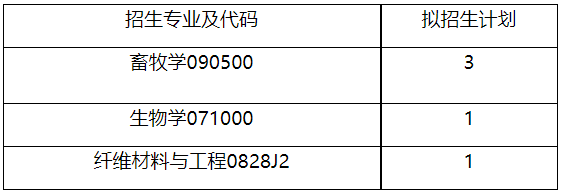 招生专业及代码 拟招生计划
畜牧学090500 3
生物学071000 1
纤维材料与工程0828J2 1